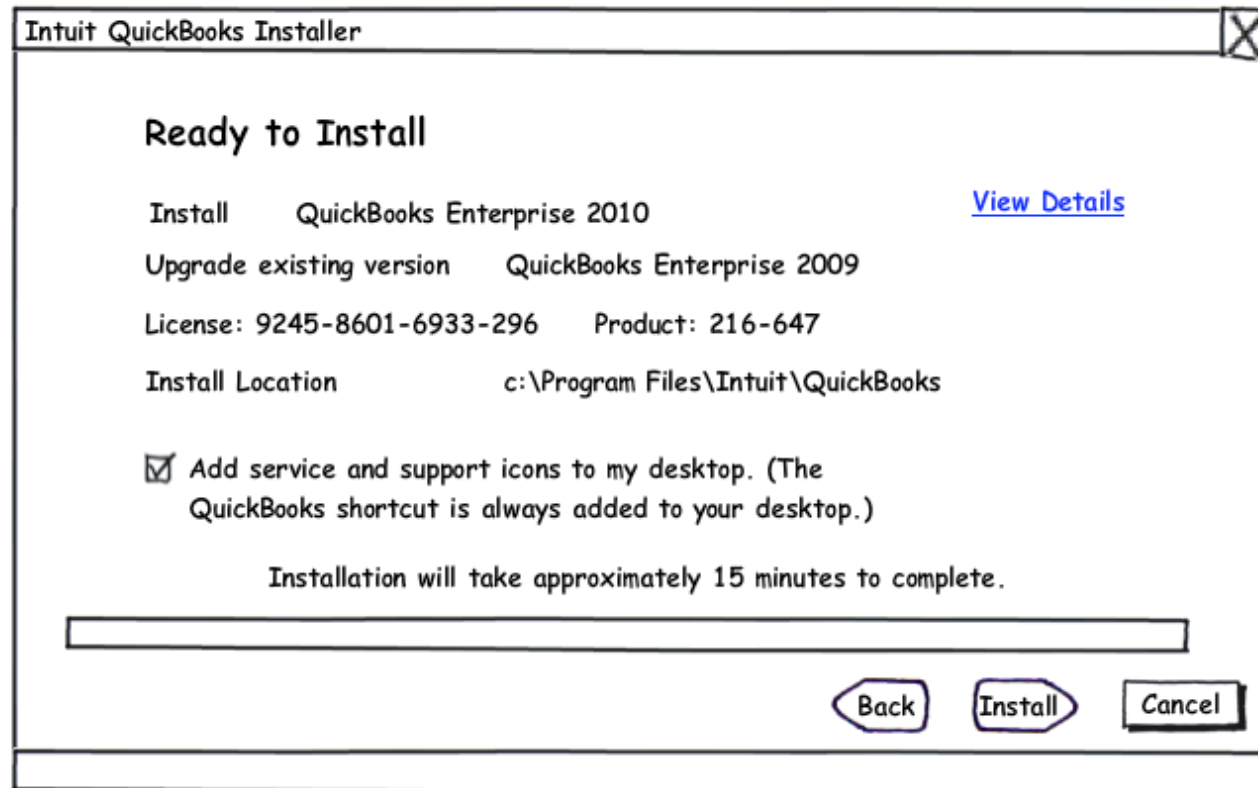 Intuit QuickBooks Installer
Ready to Install
Install QuickBooks Enterprise 2010 View Details
Upgrade existing version QuickBooks Enterprise 2009
License: 9245-8601-6933-296 Product: 216-647
Install Location c:\Program Files\Intuit\QuickBooks
Add service and support icons to my desktop. (The
QuickBooks shortcut is always added to your desktop.)
Installation will take approximately 15 minutes to complete.
Back Install Cancel